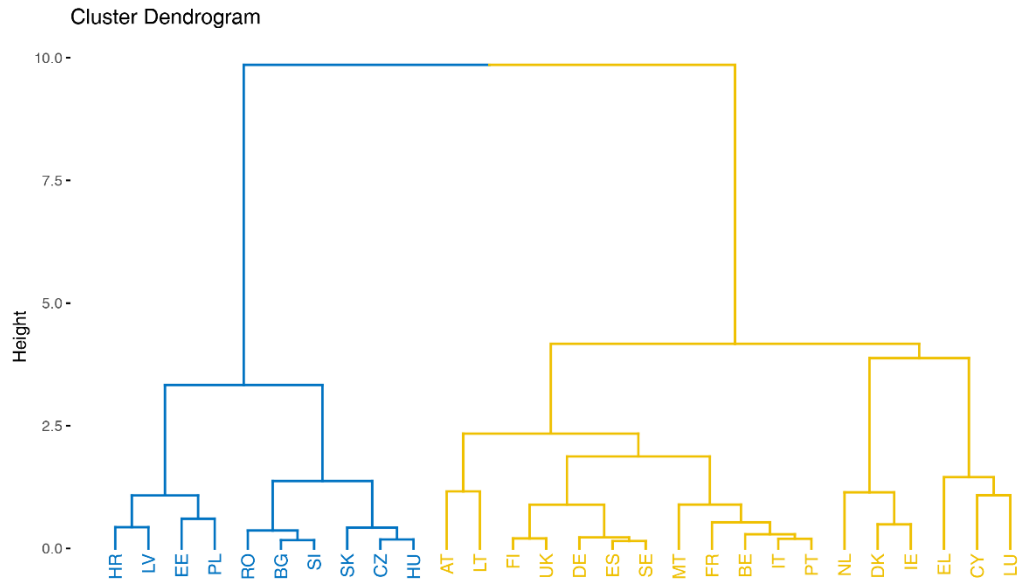 Cluster Dendrogram
10.0
7.5
5.0
2.5
0.0
Height
HR LV EE PL RO BG SI SK CZ HU AT LT FI UK DE ES SE MT FR BE IT PT NL DK IE EL CY LU